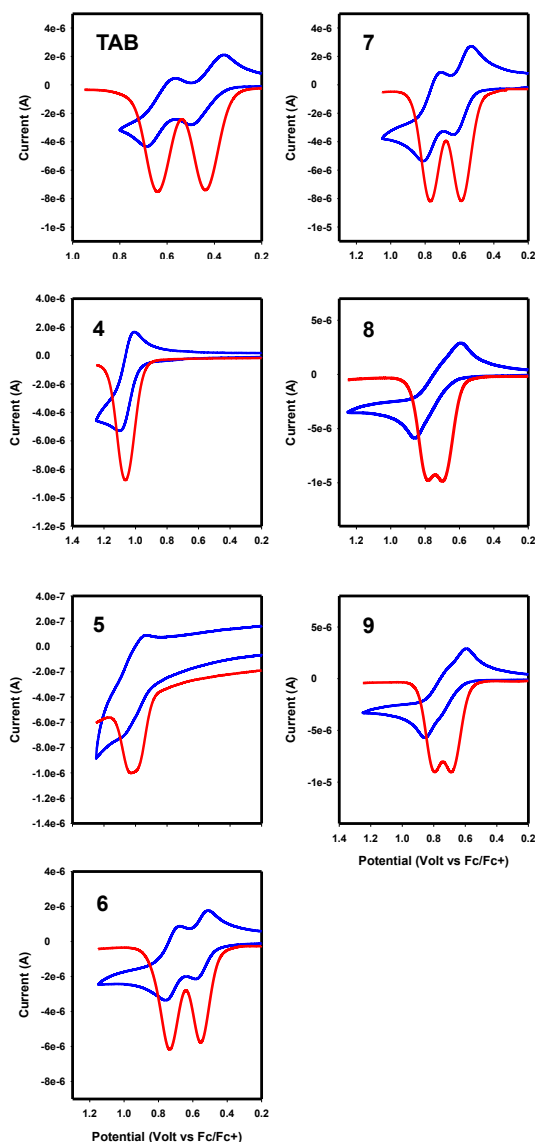 TAB
4e-6
2e-6
0
-2e-6
-4e-6
-6e-6
-8e-6
-1e-5
Current (A)
1.0 0.8 0.6 0.4 0.2
7
4e-6
2e-6
0
-2e-6
-4e-6
-6e-6
-8e-6
-1e-5
Current (A)
1.2 1.0 0.8 0.6 0.4 0.2
4
4.0e-6
2.0e-6
0.0
-2.0e-6
-4.0e-6
-6.0e-6
-8.0e-6
-1.0e-5
-1.2e-5
Current (A)
1.4 1.2 1.0 0.8 0.6 0.4 0.2
8
5e-6
0
-5e-6
-1e-5
Current (A)
1.2 1.0 0.8 0.6 0.4 0.2
5
4.0e-7
2.0e-7
0.0
-2.0e-7
-4.0e-7
-6.0e-7
-8.0e-7
-1.0e-6
-1.2e-6
-1.4e-6
Current (A)
9
5e-6
0
-5e-6
-1e-5
Current (A)
1.4 1.2 1.0 0.8 0.6 0.4 0.2
Potential (Volt vs Fc/Fc+)
6
4e-6
2e-6
0
-2e-6
-4e-6
-6e-6
-8e-6
Current (A)
1.2 1.0 0.8 0.6 0.4 0.2
Potential (Volt vs Fc/Fc+)